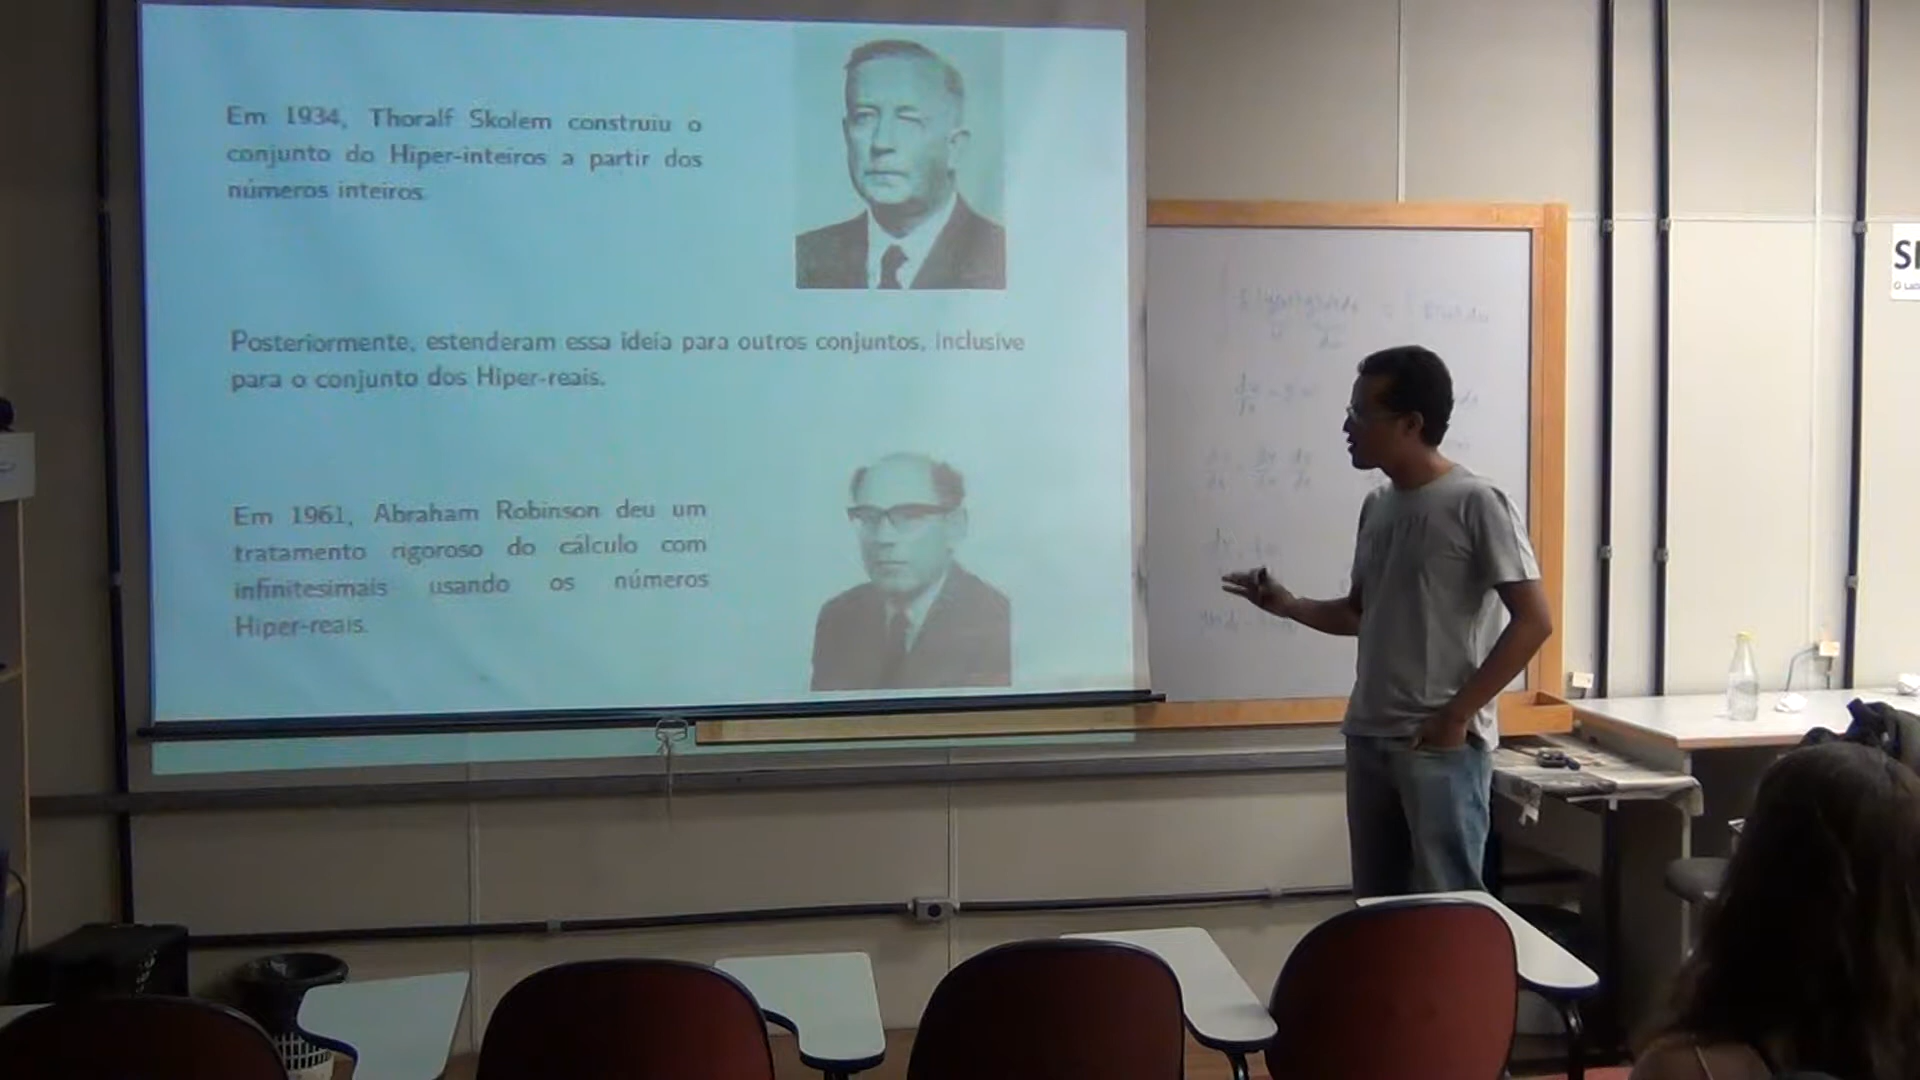 Em 1934, Thoralf Skolem construiu o
conjunto do Hiper-inteiros a partir dos
números inteiros.
Posteriormente, estenderam essa ideia para outros conjuntos, inclusive
para o conjunto dos Hiper-reais.
Em 1961, Abraham Robinson deu um
tratamento rigoroso do cálculo com
infinitesimais usando os números
Hiper-reais.